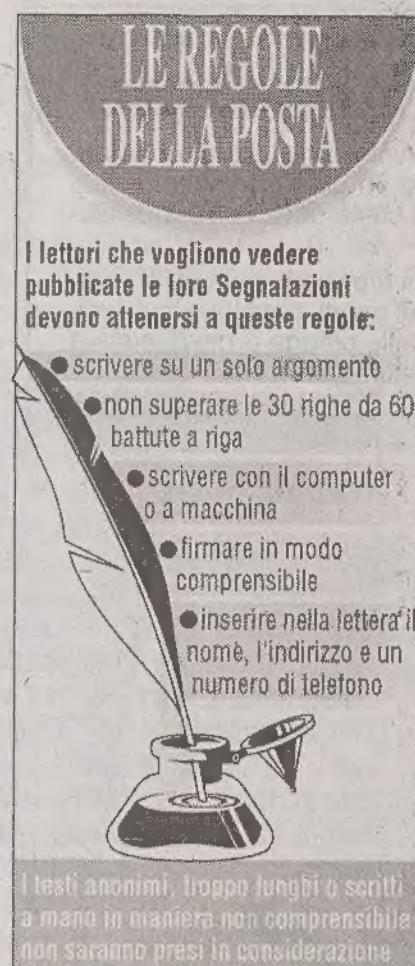 LE REGOLE
DELLA POSTA
I lettori che vogliono vedere
pubblicate le loro Segnalazioni
devono attenersi a queste regole:
● scrivere su un solo argomento
● non superare le 30 righe da 60
battute a riga
● scrivere con il computer
o a macchina
● firmare in modo
comprensibile
● inserire nella lettera il
nome, l'indirizzo e un
numero di telefono
I testi anonimi, troppo lunghi o scritti
a mano in maniera non comprensibile
non saranno presi in considerazione